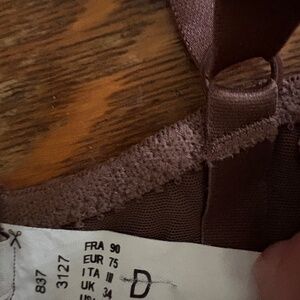 FRA 90
EUR 75
ITA III
UK 34
D
3127
837